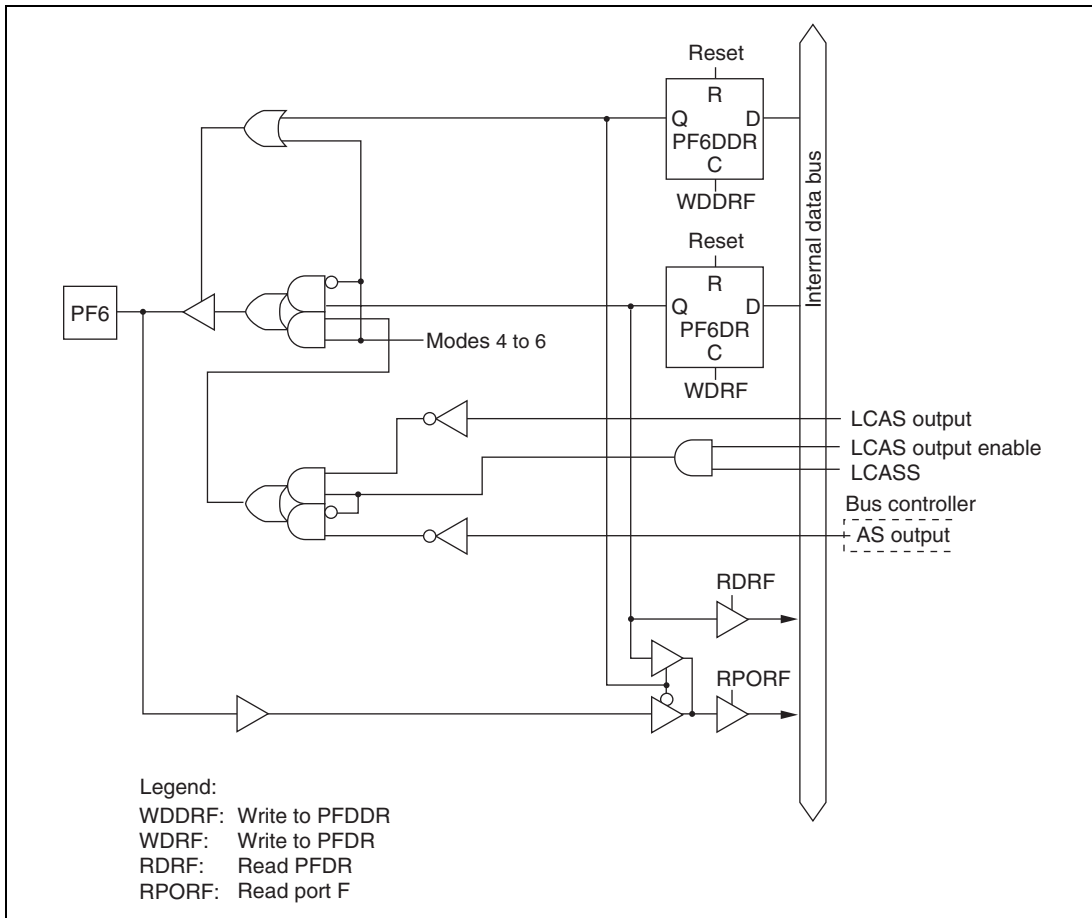 Reset
R
Q D
PF6DDR
C
WDDRF
Internal data bus
Reset
R
Q D
PF6DR
C
WDRF
PF6
Modes 4 to 6
LCAS output
LCAS output enable
LCASS
Bus controller
AS output
RDRF
RPORF
Legend:
WDDRF: Write to PFDDR
WDRF: Write to PFDR
RDRF: Read PFDR
RPORF: Read port F